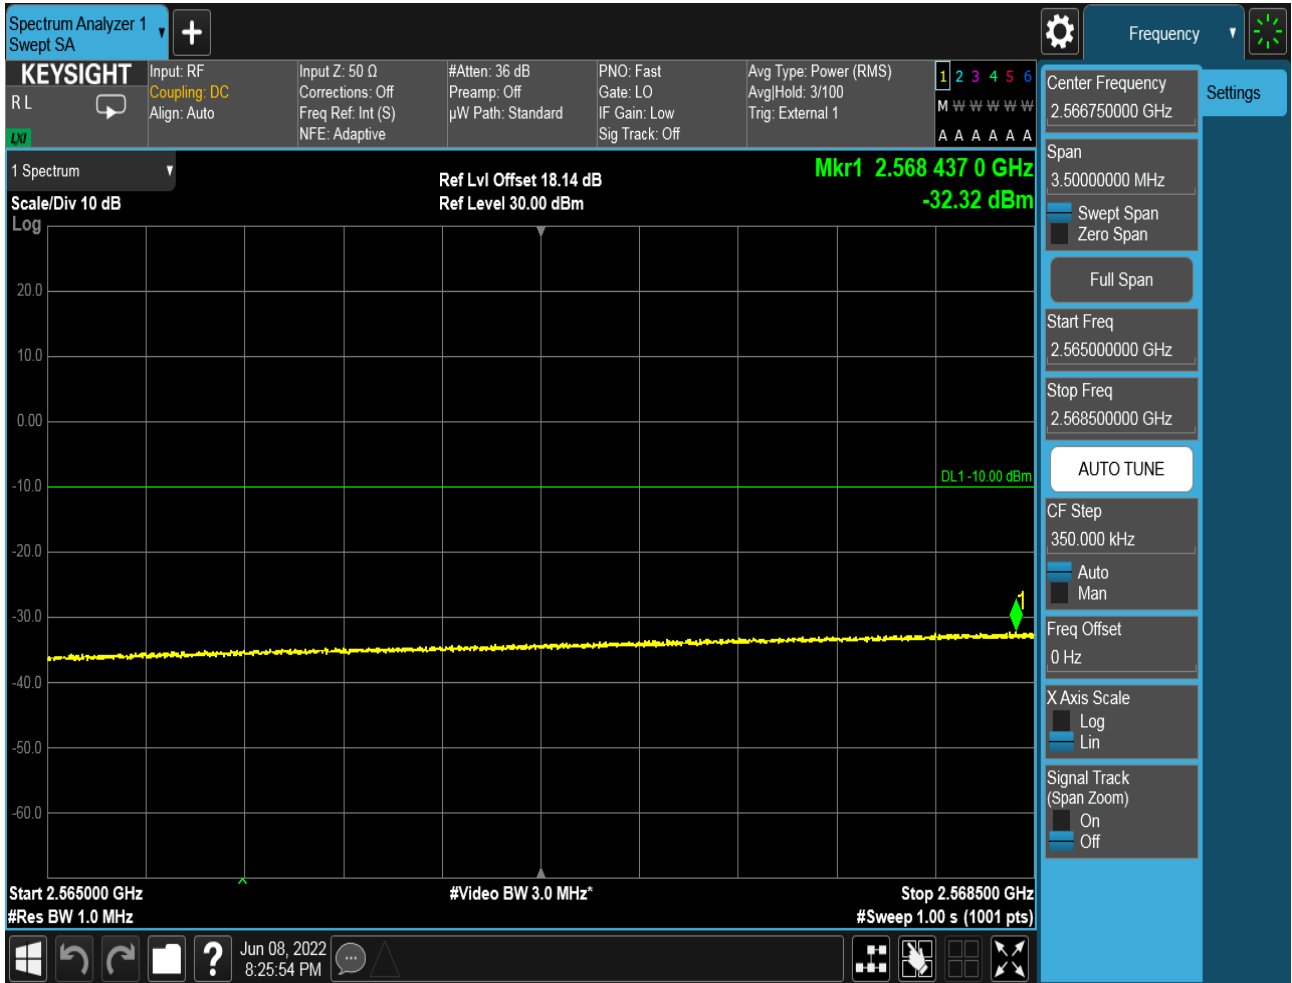 Spectrum Analyzer 1
Swept SA
+
Frequency
KEYSIGHT
R L
LXI
Input: RF
Coupling: DC
Align: Auto
Input Z: 50 Ω
Corrections: Off
Freq Ref: Int (S)
NFE: Adaptive
#Atten: 36 dB
Preamp: Off
µW Path: Standard
PNO: Fast
Gate: LO
IF Gain: Low
Sig Track: Off
Avg Type: Power (RMS)
Avg|Hold: 3/100
Trig: External 1
1 2 3 4 5 6
M W W W W W
A A A A A A
1 Spectrum
Scale/Div 10 dB
Log
Ref Lvl Offset 18.14 dB
Ref Level 30.00 dBm
Mkr1 2.568 437 0 GHz
-32.32 dBm
20.0
10.0
0.00
DL1 -10.00 dBm
-10.0
-20.0
1
-30.0
-40.0
-50.0
-60.0
Start 2.565000 GHz
#Video BW 3.0 MHz*
Stop 2.568500 GHz
#Res BW 1.0 MHz
#Sweep 1.00 s (1001 pts)
?
Jun 08, 2022
8:25:54 PM
Center Frequency
2.566750000 GHz
Settings
Span
3.50000000 MHz
Swept Span
Zero Span
Full Span
Start Freq
2.565000000 GHz
Stop Freq
2.568500000 GHz
AUTO TUNE
CF Step
350.000 kHz
Auto
Man
Freq Offset
0 Hz
X Axis Scale
Log
Lin
Signal Track
(Span Zoom)
On
Off